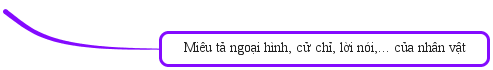 Miêu tả ngoại hình, cử chỉ, lời nói,... của nhân vật